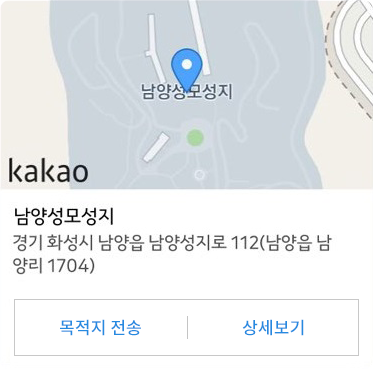 남양성모성지
kakao
남양성모성지
경기 화성시 남양읍 남양성지로 112(남양읍 남
양리 1704)
목적지 전송
상세보기